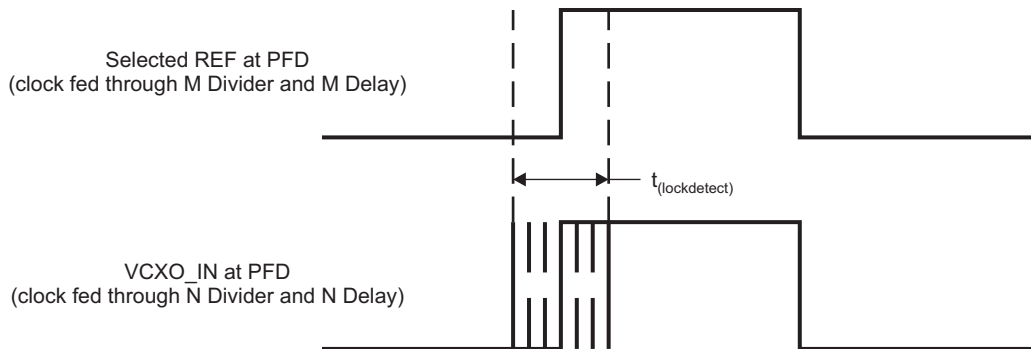 Selected REF at PFD
(clock fed through M Divider and M Delay)
t(lockdetect)
VCXO_IN at PFD
(clock fed through N Divider and N Delay)